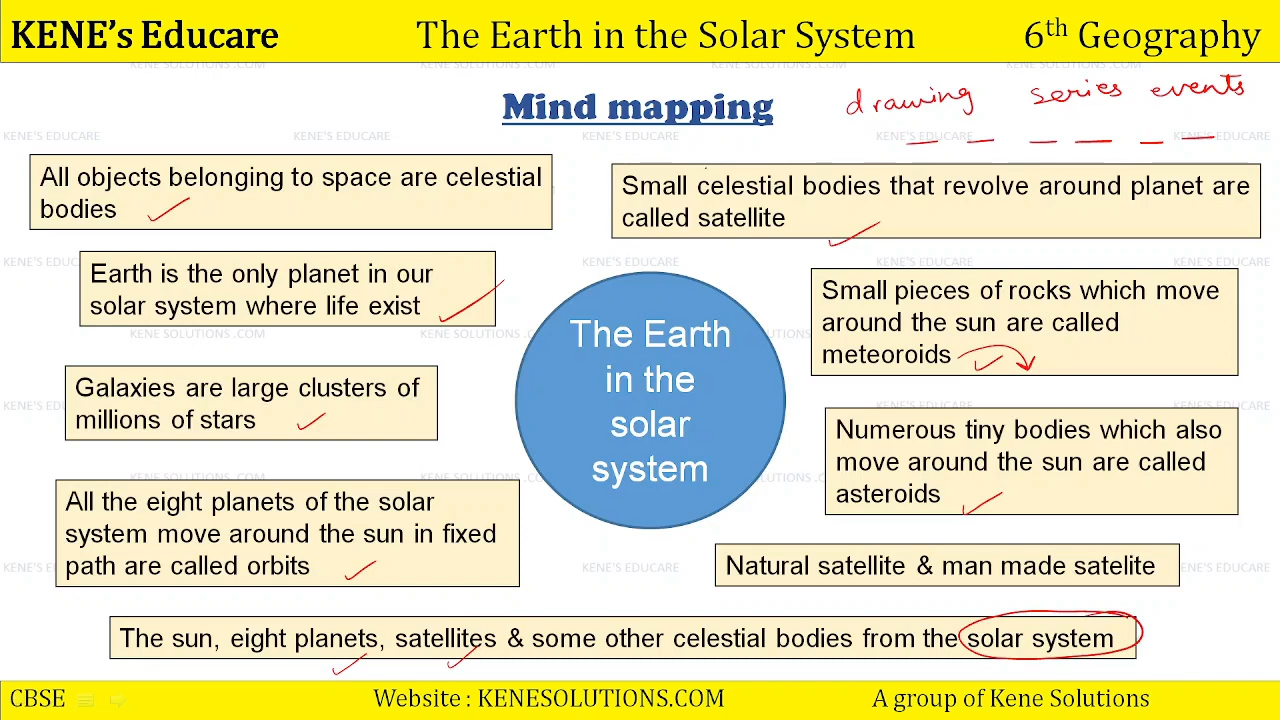 KENE's Educare
The Earth in the Solar System
6th Geography
Mind mapping
drawing series events
All objects belonging to space are celestial
bodies
Small celestial bodies that revolve around planet are
called satellite
Earth is the only planet in our
solar system where life exist
Small pieces of rocks which move
around the sun are called
meteoroids
The Earth
in the
solar
system
Galaxies are large clusters of
millions of stars
Numerous tiny bodies which also
move around the sun are called
asteroids
All the eight planets of the solar
system move around the sun in fixed
path are called orbits
Natural satellite & man made satelite
The sun, eight planets, satellites & some other celestial bodies from the solar system
CBSE
Website : KENESOLUTIONS.COM
A group of Kene Solutions
KENE'S EDUCARE
KENE SOLUTIONS .COM